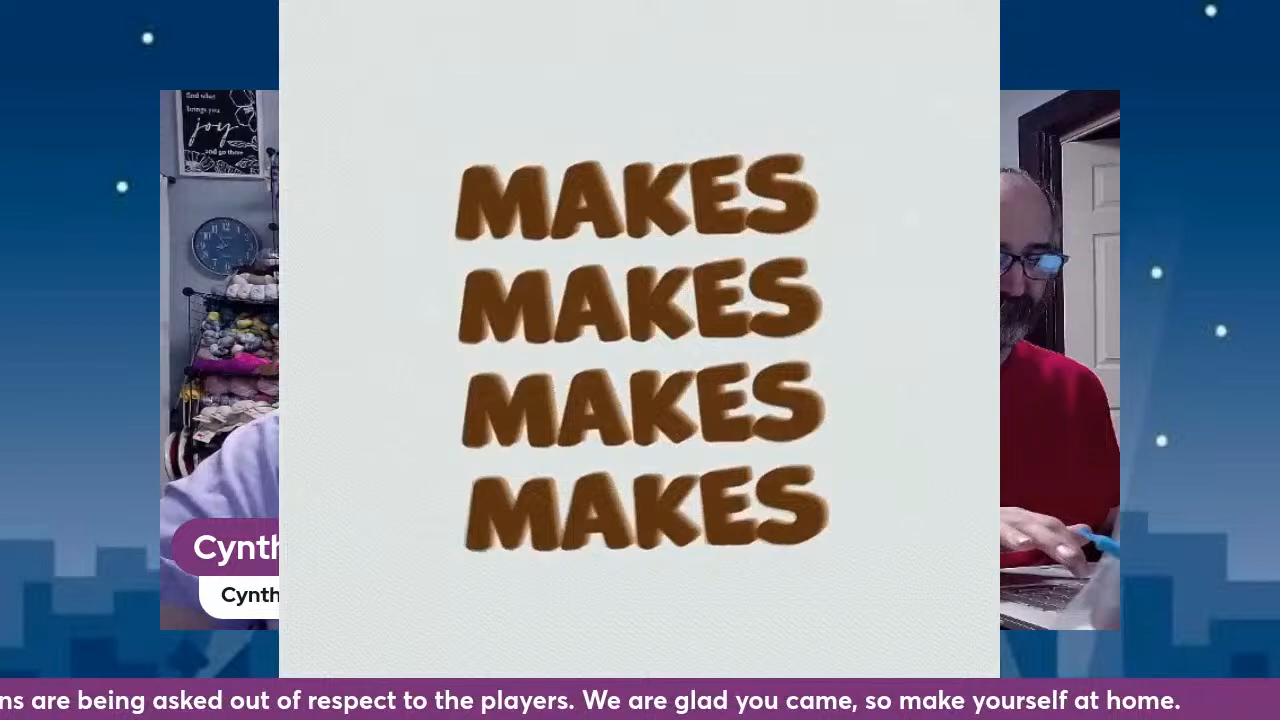 find what
brings you
joy
and go there
MAKES
MAKES
MAKES
MAKES
Cynth
Cynth
ns are being asked out of respect to the players. We are glad you came, so make yourself at home.